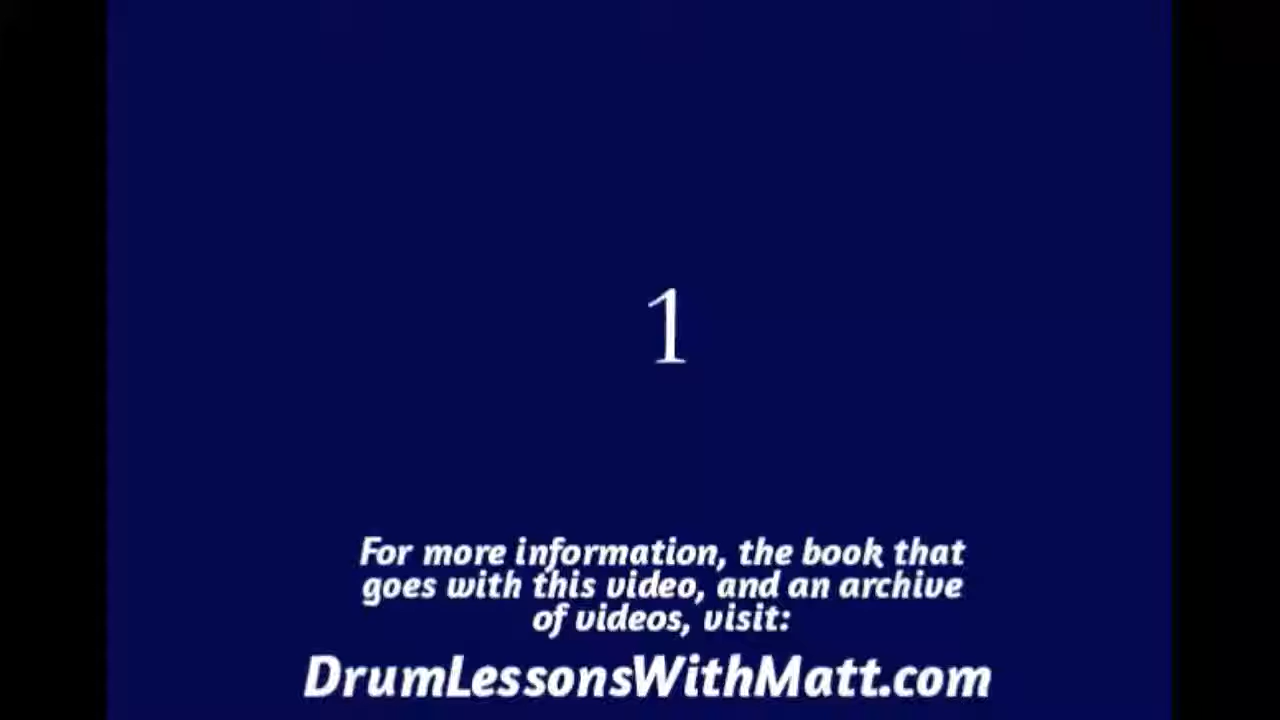 1
For more information, the book that
goes with this video, and an archive
of videos, visit:
DrumLessonsWithMatt.com